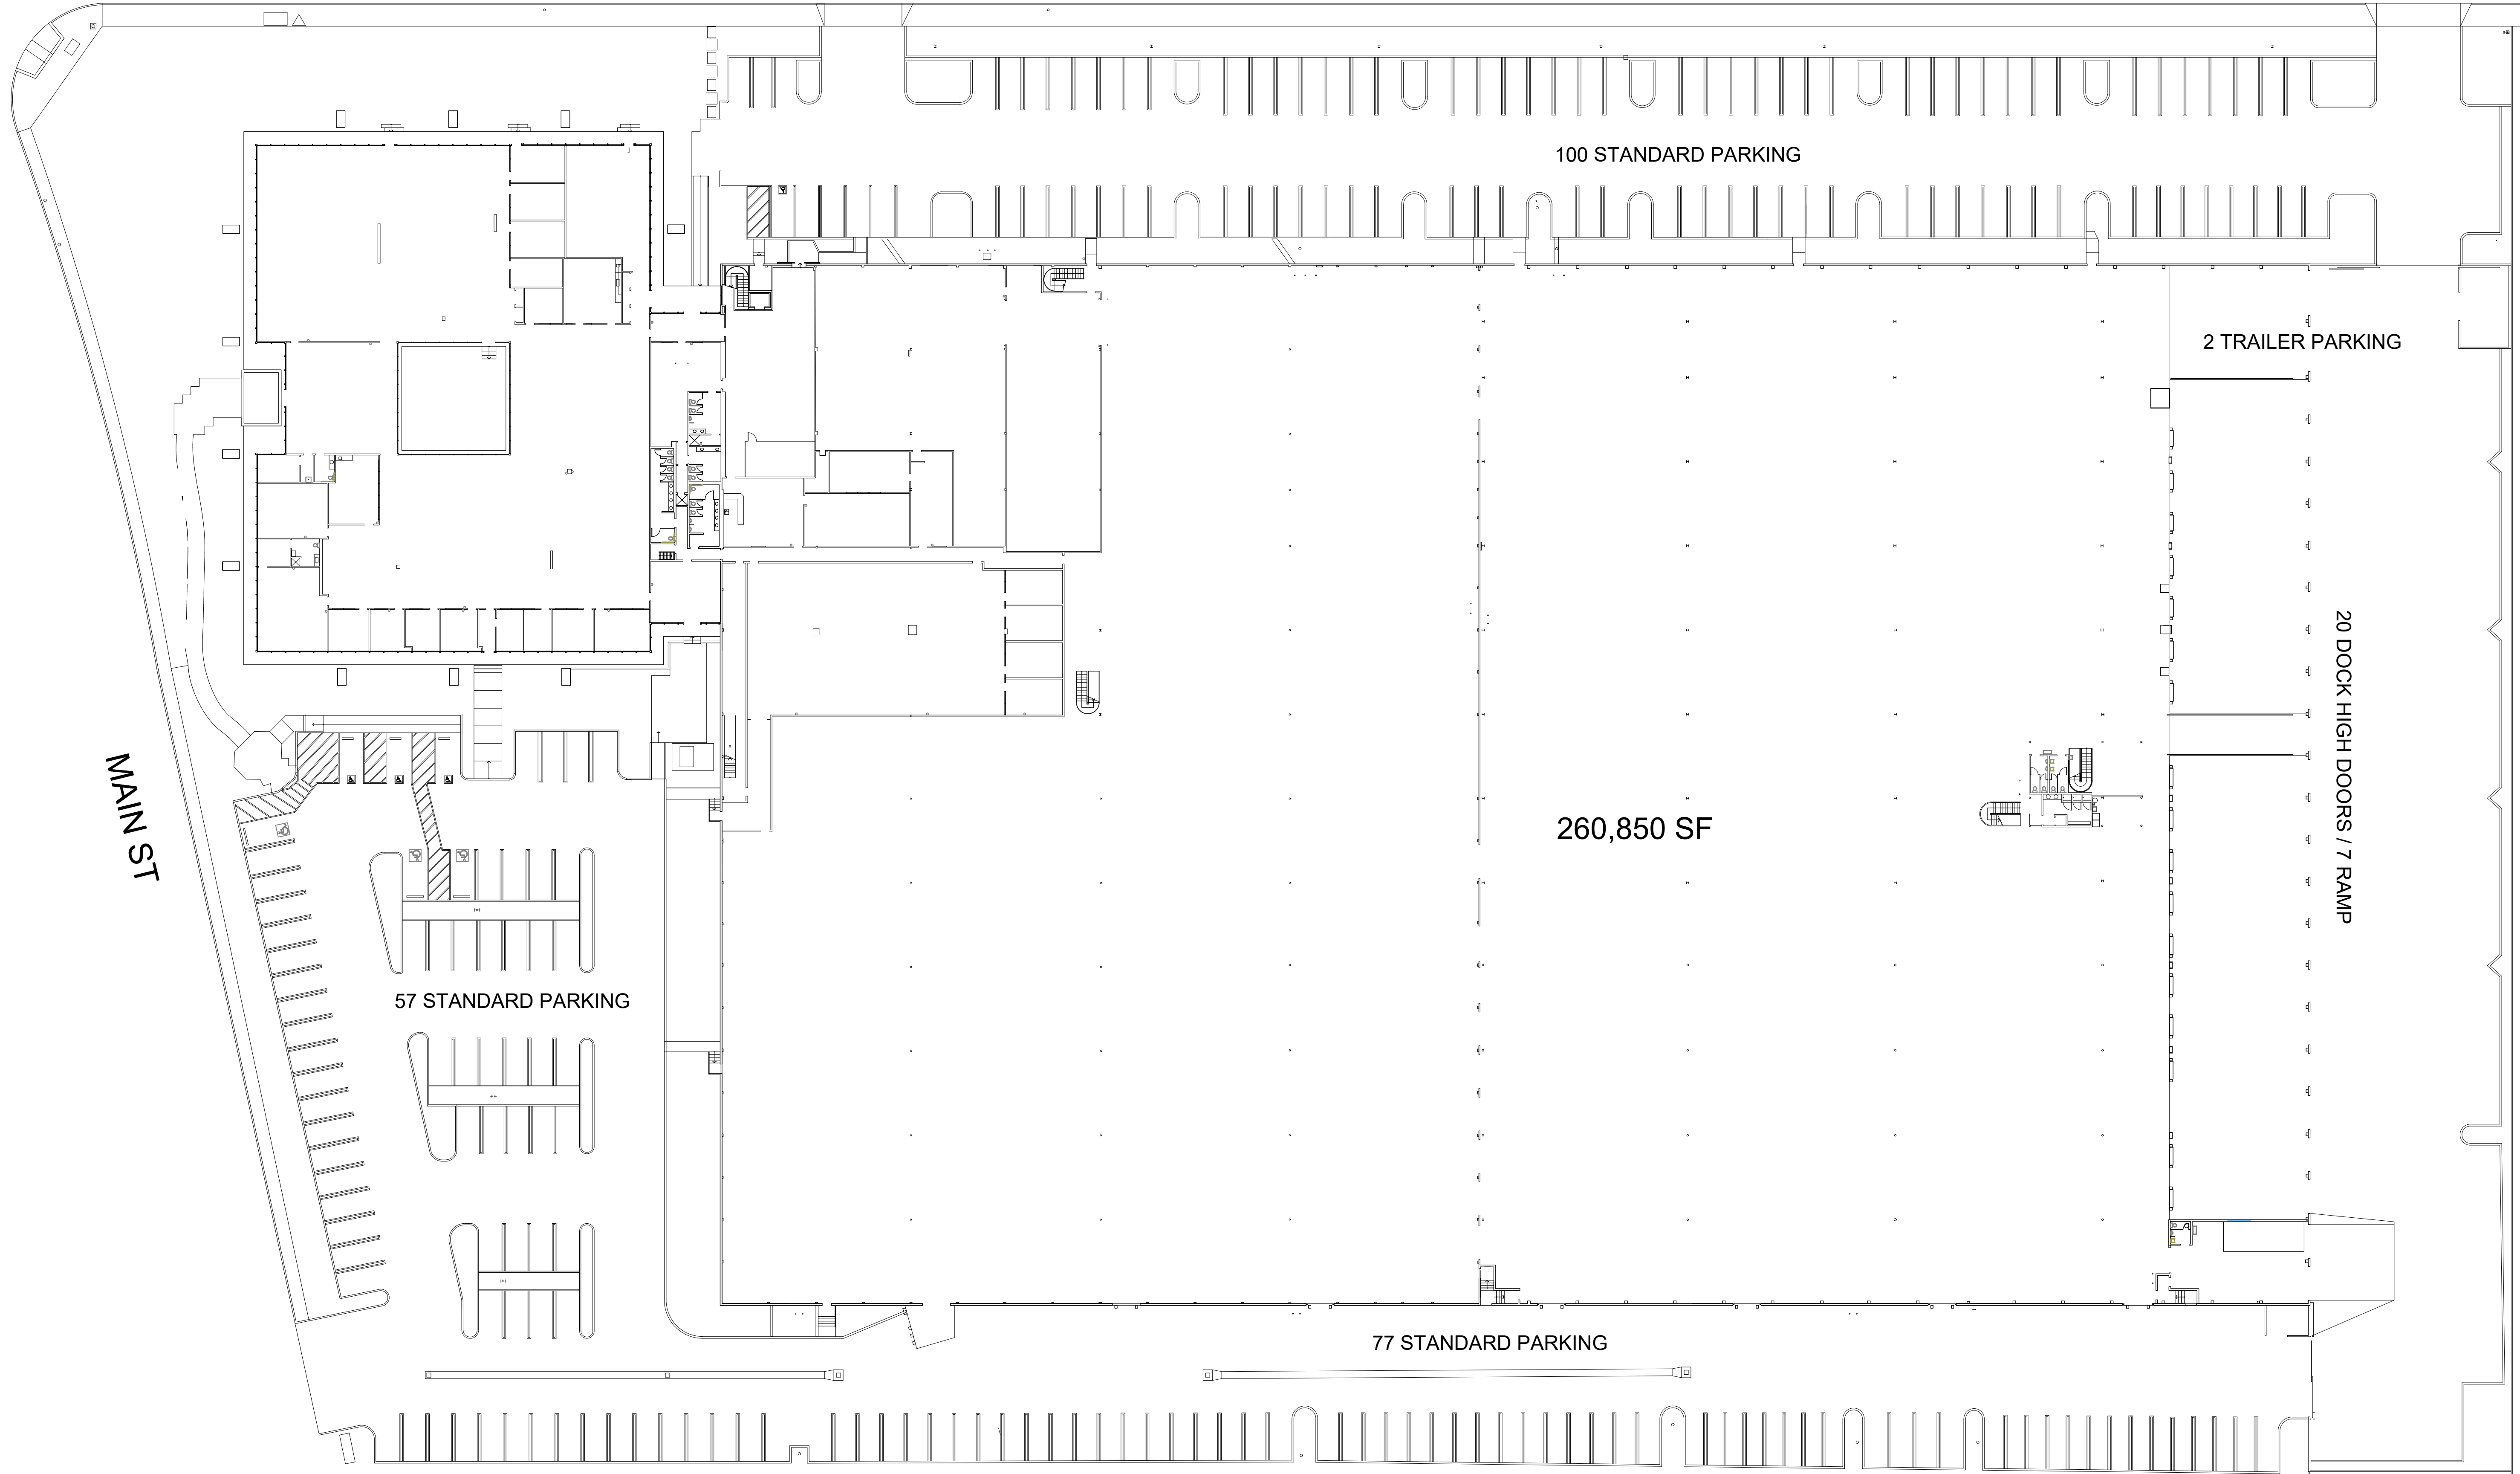 100 STANDARD PARKING
2 TRAILER PARKING
20 DOCK HIGH DOORS / 7 RAMP
MAIN ST
260,850 SF
57 STANDARD PARKING
77 STANDARD PARKING